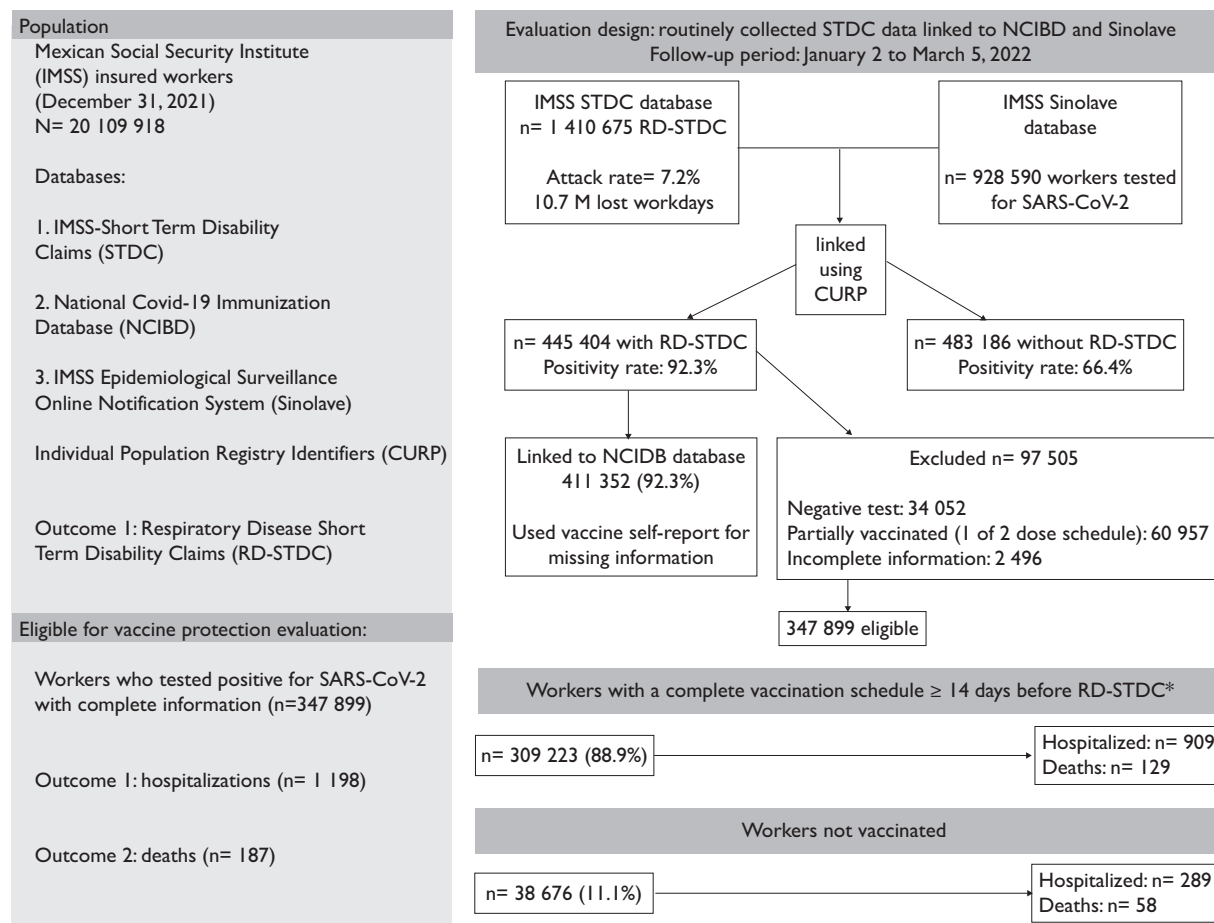 Population
Mexican Social Security Institute
(IMSS) insured workers
(December 31, 2021)
N= 20 109 918
Databases:
1. IMSS-Short Term Disability
Claims (STDC)
2. National Covid-19 Immunization
Database (NCIBD)
3. IMSS Epidemiological Surveillance
Online Notification System (Sinolave)
Individual Population Registry Identifiers (CURP)
Outcome 1: Respiratory Disease Short
Term Disability Claims (RD-STDC)
Eligible for vaccine protection evaluation:
Workers who tested positive for SARS-CoV-2
with complete information (n=347 899)
Outcome 1: hospitalizations (n= 1 198)
Outcome 2: deaths (n= 187)
Evaluation design: routinely collected STDC data linked to NCIBD and Sinolave
Follow-up period: January 2 to March 5, 2022
IMSS STDC database
n= 1 410 675 RD-STDC
Attack rate= 7.2%
10.7 M lost workdays
IMSS Sinolave
database
n= 928 590 workers tested
for SARS-CoV-2
linked
using
CURP
n= 445 404 with RD-STDC
Positivity rate: 92.3%
n= 483 186 without RD-STDC
Positivity rate: 66.4%
Linked to NCIDB database
411 352 (92.3%)
Used vaccine self-report for
missing information
Excluded n= 97 505
Negative test: 34 052
Partially vaccinated (1 of 2 dose schedule): 60 957
Incomplete information: 2 496
347 899 eligible
Workers with a complete vaccination schedule ≥ 14 days before RD-STDC*
n= 309 223 (88.9%)
Hospitalized: n= 909
Deaths: n= 129
Workers not vaccinated
n= 38 676 (11.1%)
Hospitalized: n= 289
Deaths: n= 58